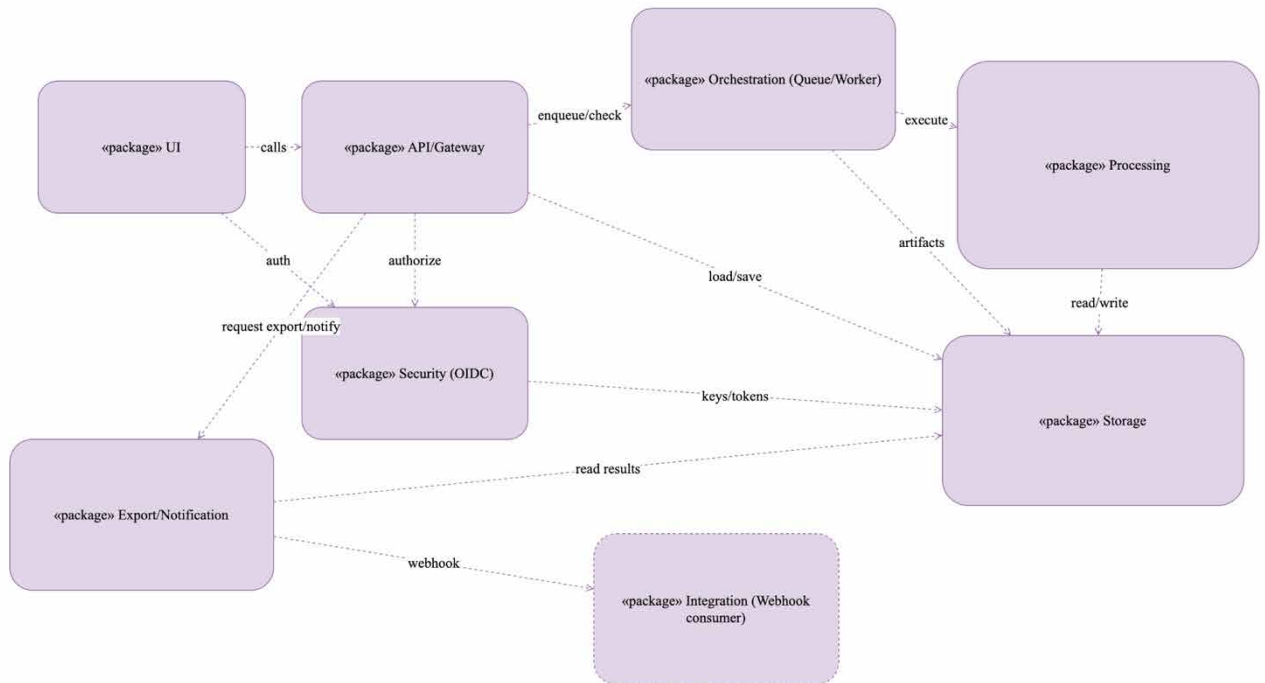 «package» Orchestration (Queue/Worker)
enqueue/check
execute
«package» UI
calls
«package» API/Gateway
«package» Processing
artifacts
auth
authorize
load/save
read/write
request export/notify
«package» Security (OIDC)
keys/tokens
«package» Storage
read results
«package» Export/Notification
webhook
«package» Integration (Webhook
consumer)